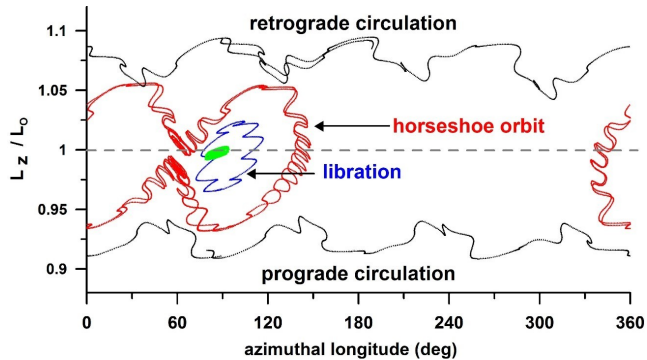 retrograde circulation
1.1
1.05
horseshoe orbit
1
libration
0.95
0.9
prograde circulation
L z / L o
0 60 120 180 240 300 360
azimuthal longitude (deg)